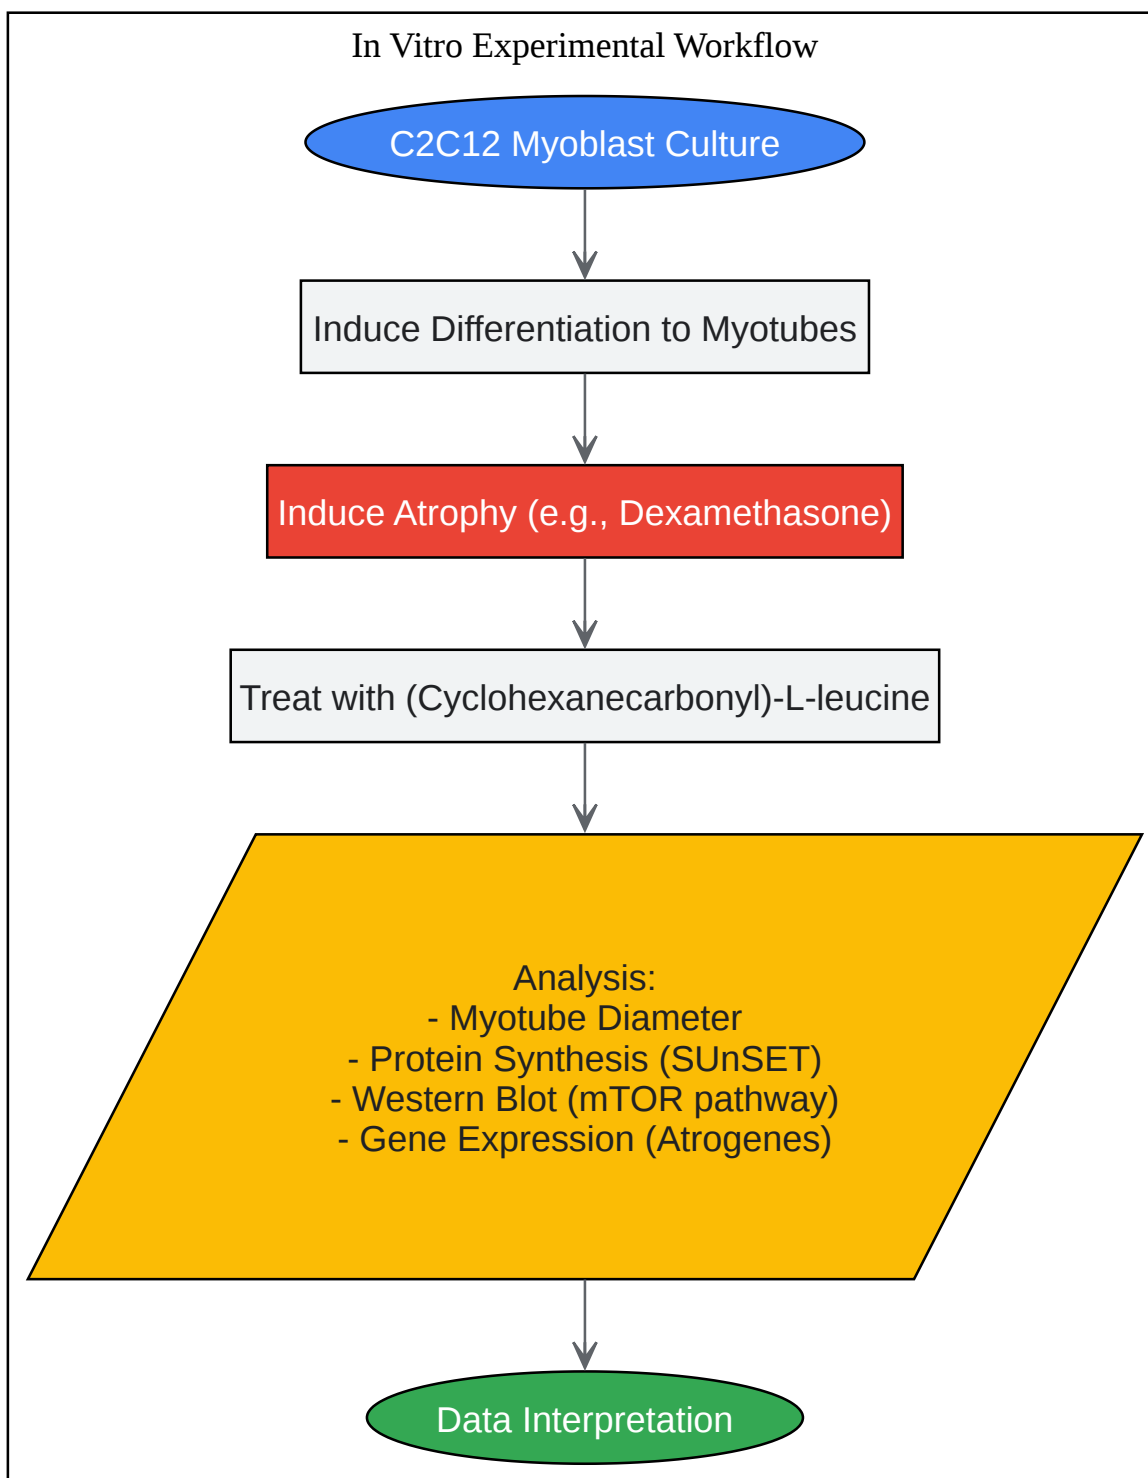 In Vitro Experimental Workflow
C2C12 Myoblast Culture
Induce Differentiation to Myotubes
Induce Atrophy (e.g., Dexamethasone)
Treat with (Cyclohexanecarbonyl)-L-leucine
Analysis:
- Myotube Diameter
- Protein Synthesis (SUnSET)
- Western Blot (mTOR pathway)
- Gene Expression (Atrogenes)
Data Interpretation